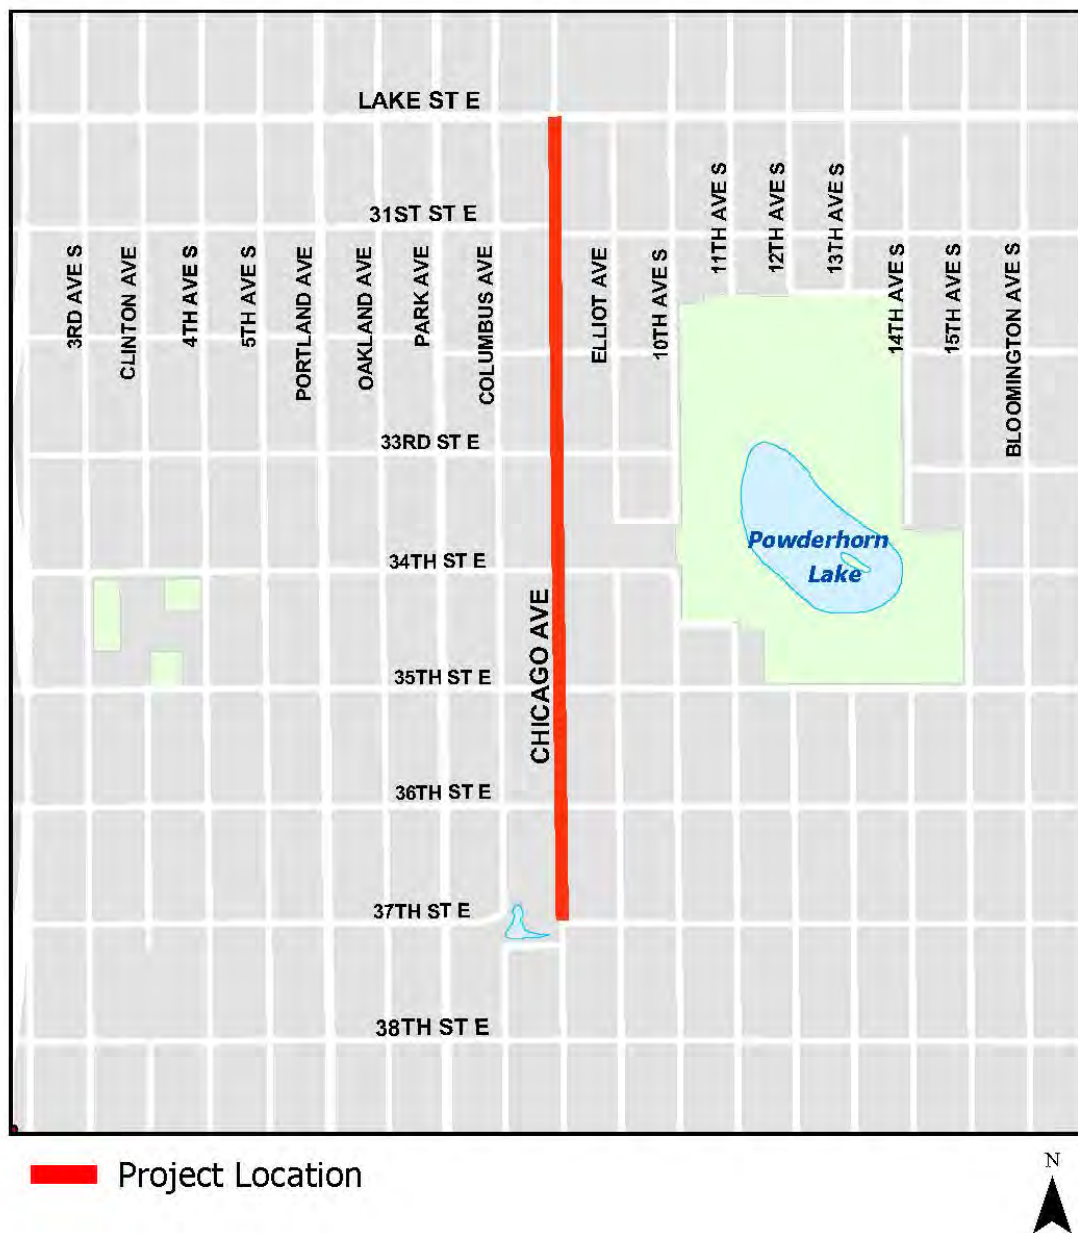 LAKE ST E
31ST ST E
3RD AVE S
CLINTON AVE
4TH AVE S
5TH AVE S
PORTLAND AVE
OAKLAND AVE
PARK AVE
COLUMBUS AVE
ELLIOT AVE
10TH AVE S
11TH AVE S
12TH AVE S
13TH AVE S
14TH AVE S
15TH AVE S
BLOOMINGTON AVE S
33RD ST E
Powderhorn
Lake
34TH ST E
CHICAGO AVE
35TH ST E
36TH ST E
37TH ST E
38TH ST E
Project Location
N